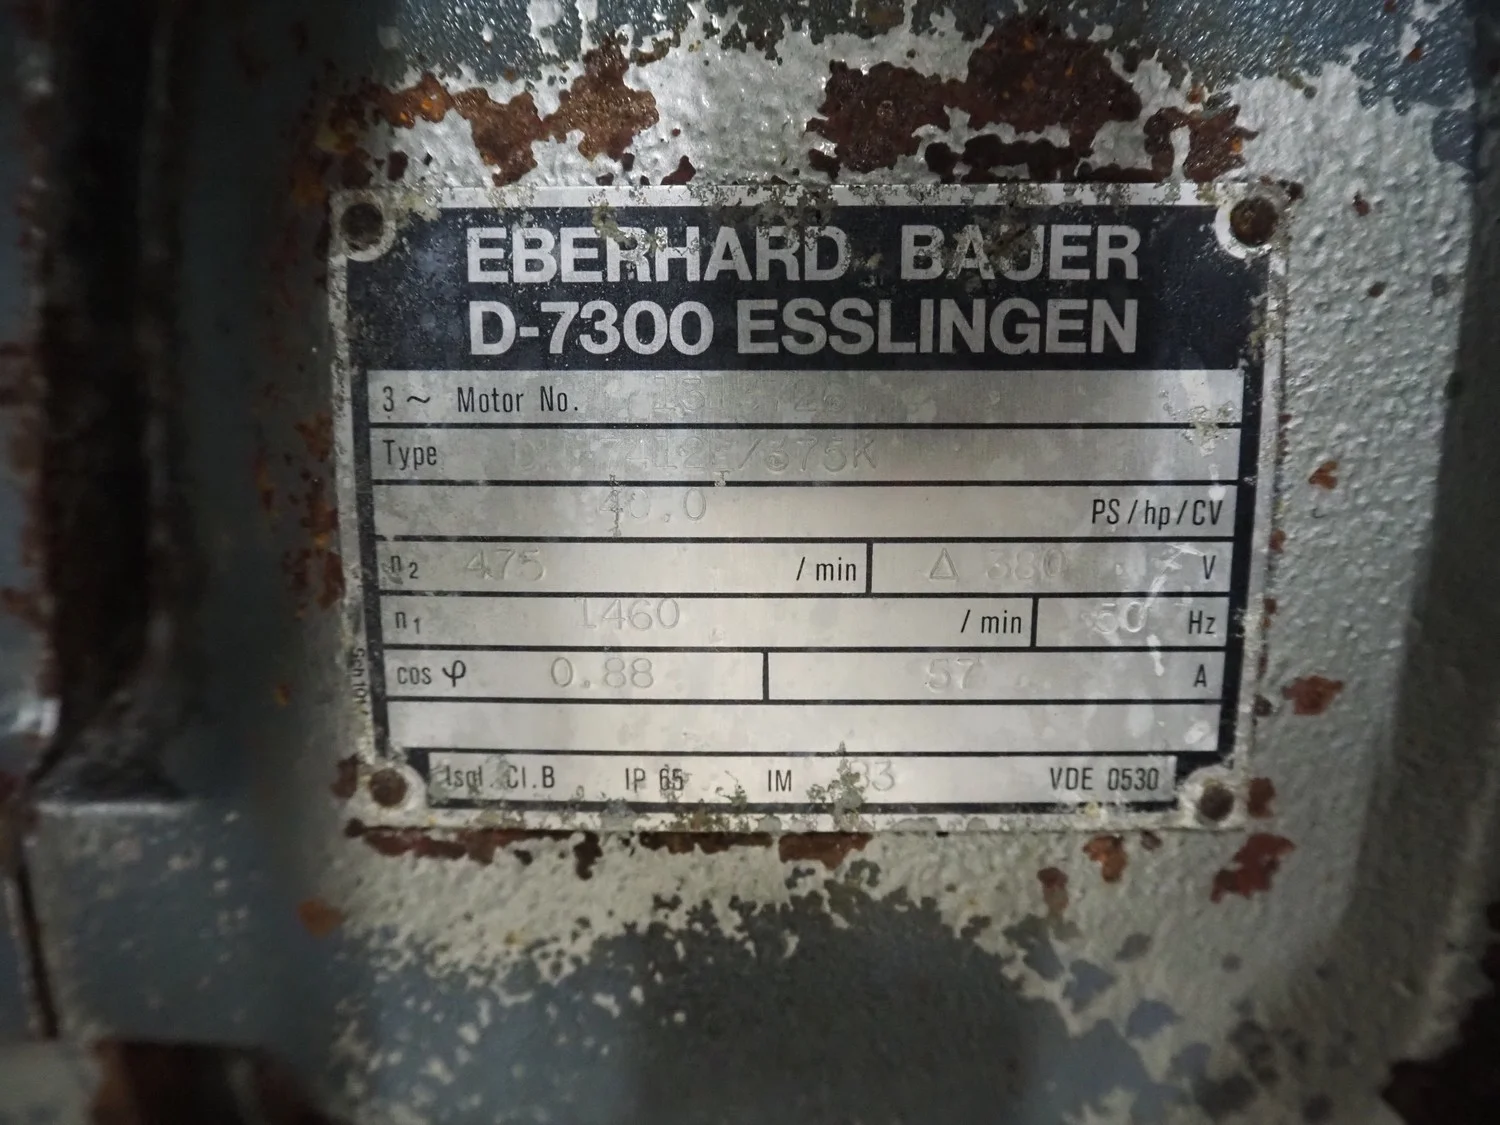 EBERHARD BAUER
D-7300 ESSLINGEN
3 ~ Motor No.
Type
40.0 PS/hp/CV
n₂ 475 /min Δ 380 V
n₁ 1460 /min 50 Hz
cos φ 0.88 57 A
Isol. Cl.B IP 65 IM VDE 0530